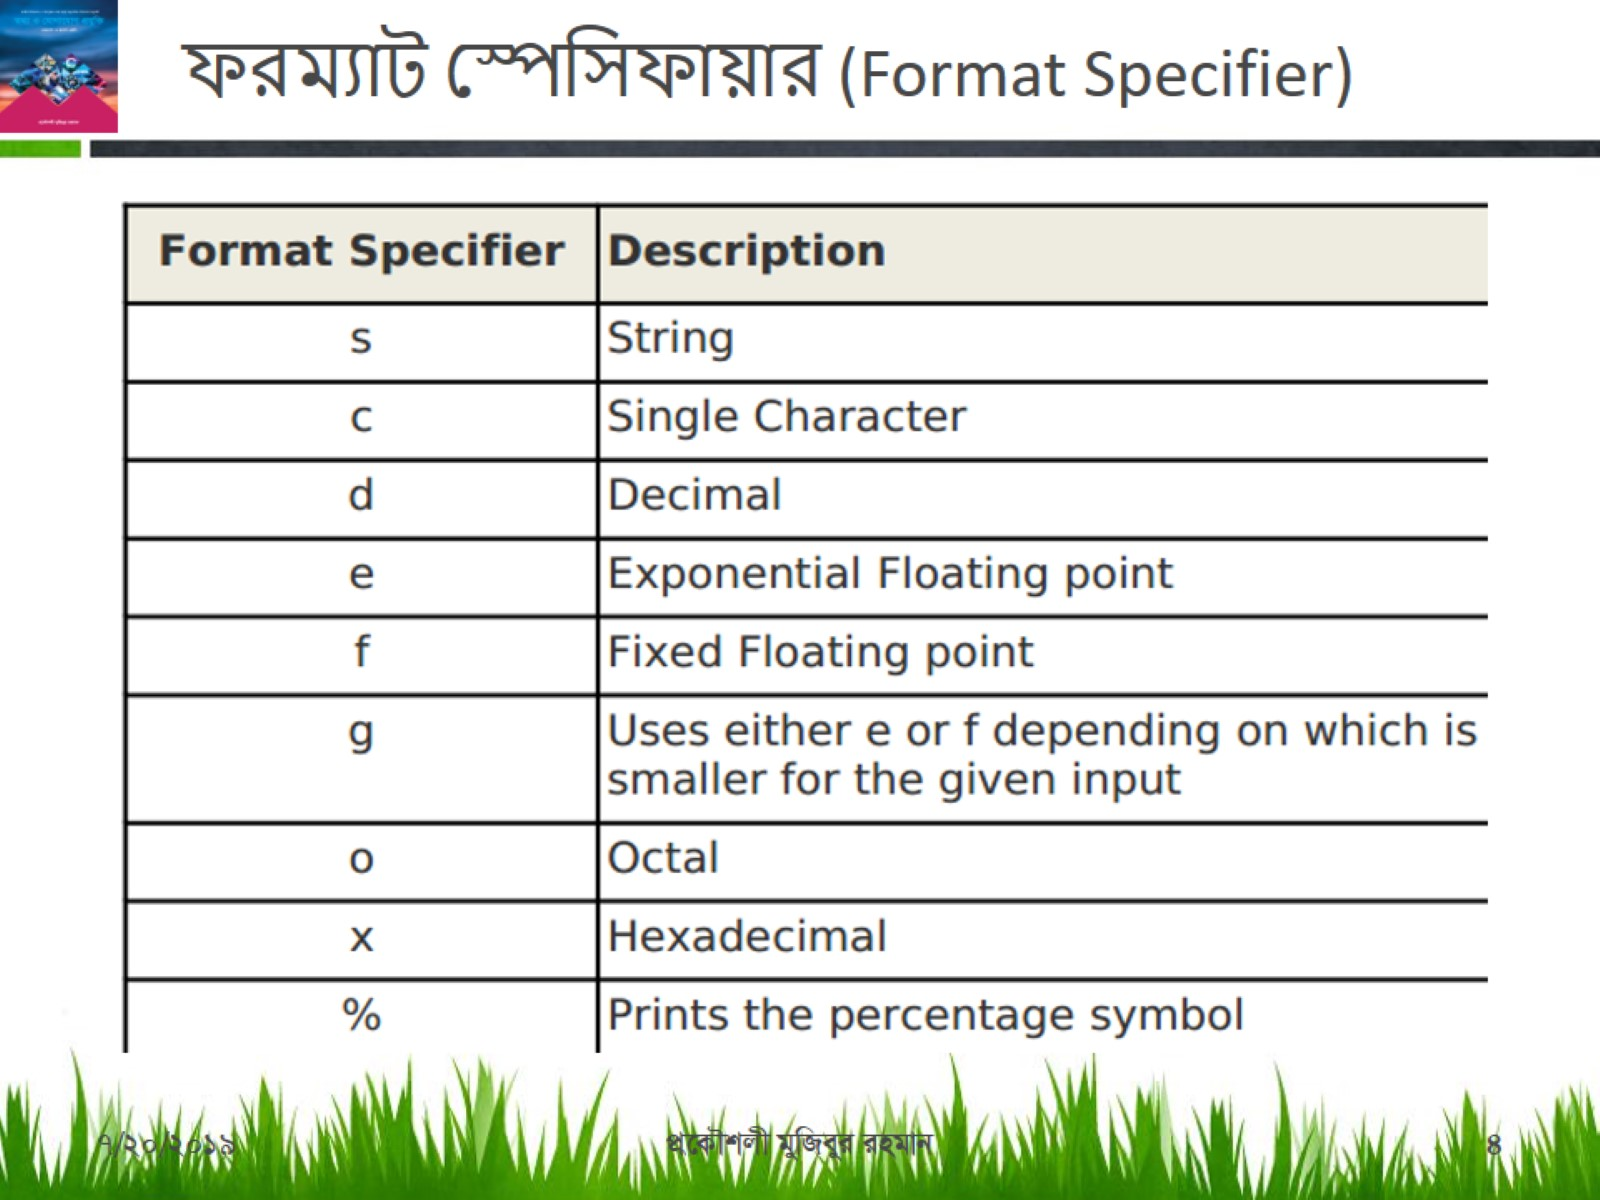 ফরম্যাট স্পেসিফায়ার (Format Specifier)
Format Specifier Description
s String
c Single Character
d Decimal
e Exponential Floating point
f Fixed Floating point
g Uses either e or f depending on which is
smaller for the given input
o Octal
x Hexadecimal
% Prints the percentage symbol
৭/২০/২০১৯ প্রকৌশলী মুজিবুর রহমান ৪